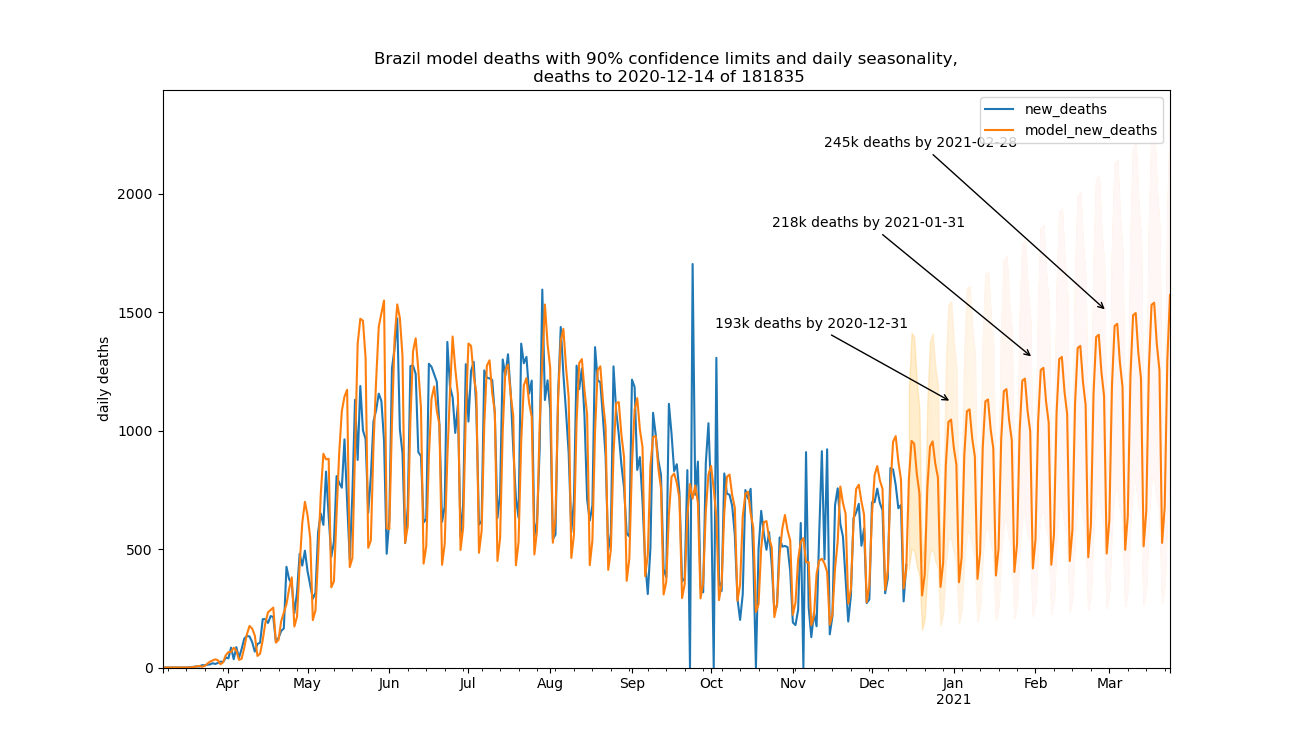 Brazil model deaths with 90% confidence limits and daily seasonality,
deaths to 2020-12-14 of 181835
new_deaths
model_new_deaths
245k deaths by 2021-02-28
218k deaths by 2021-01-31
193k deaths by 2020-12-31
daily deaths
2000
1500
1000
500
0
Apr May Jun Jul Aug Sep Oct Nov Dec Jan Feb Mar
2021